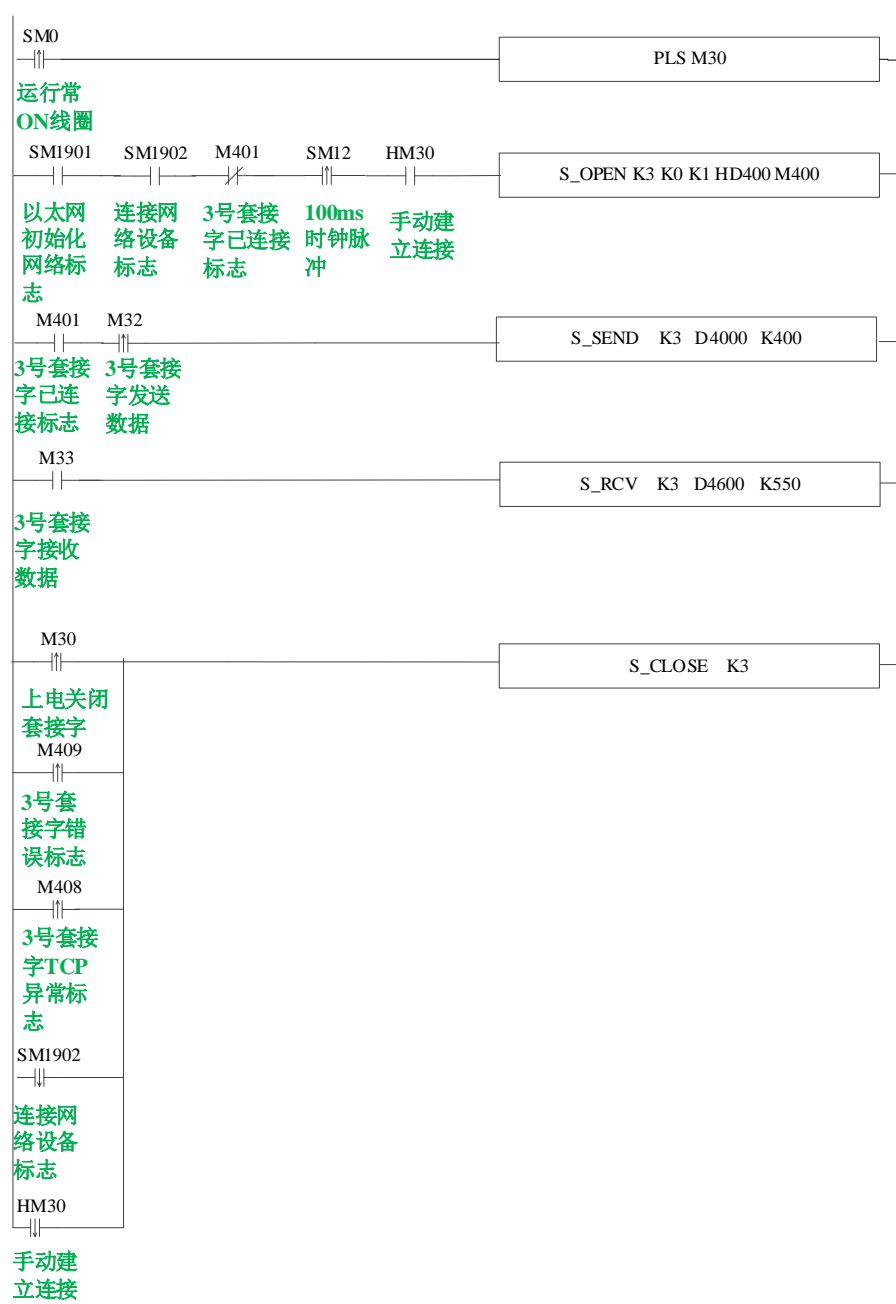 SM0
PLS M30
运行常
ON线圈
SM1901 SM1902 M401 SM12 HM30
S_OPEN K3 K0 K1 HD400 M400
以太网
初始化
网络标
志
连接网
络设备
标志
3号套接
字已连接
标志
100ms
时钟脉
冲
手动建
立连接
M401 M32
S_SEND K3 D4000 K400
3号套接
字已连
接标志
3号套接
字发送
数据
M33
S_RCV K3 D4600 K550
3号套接
字接收
数据
M30
S_CLOSE K3
上电关闭
套接字
M409
3号套
接字错
误标志
M408
3号套接
字TCP
异常标
志
SM1902
连接网
络设备
标志
HM30
手动建
立连接